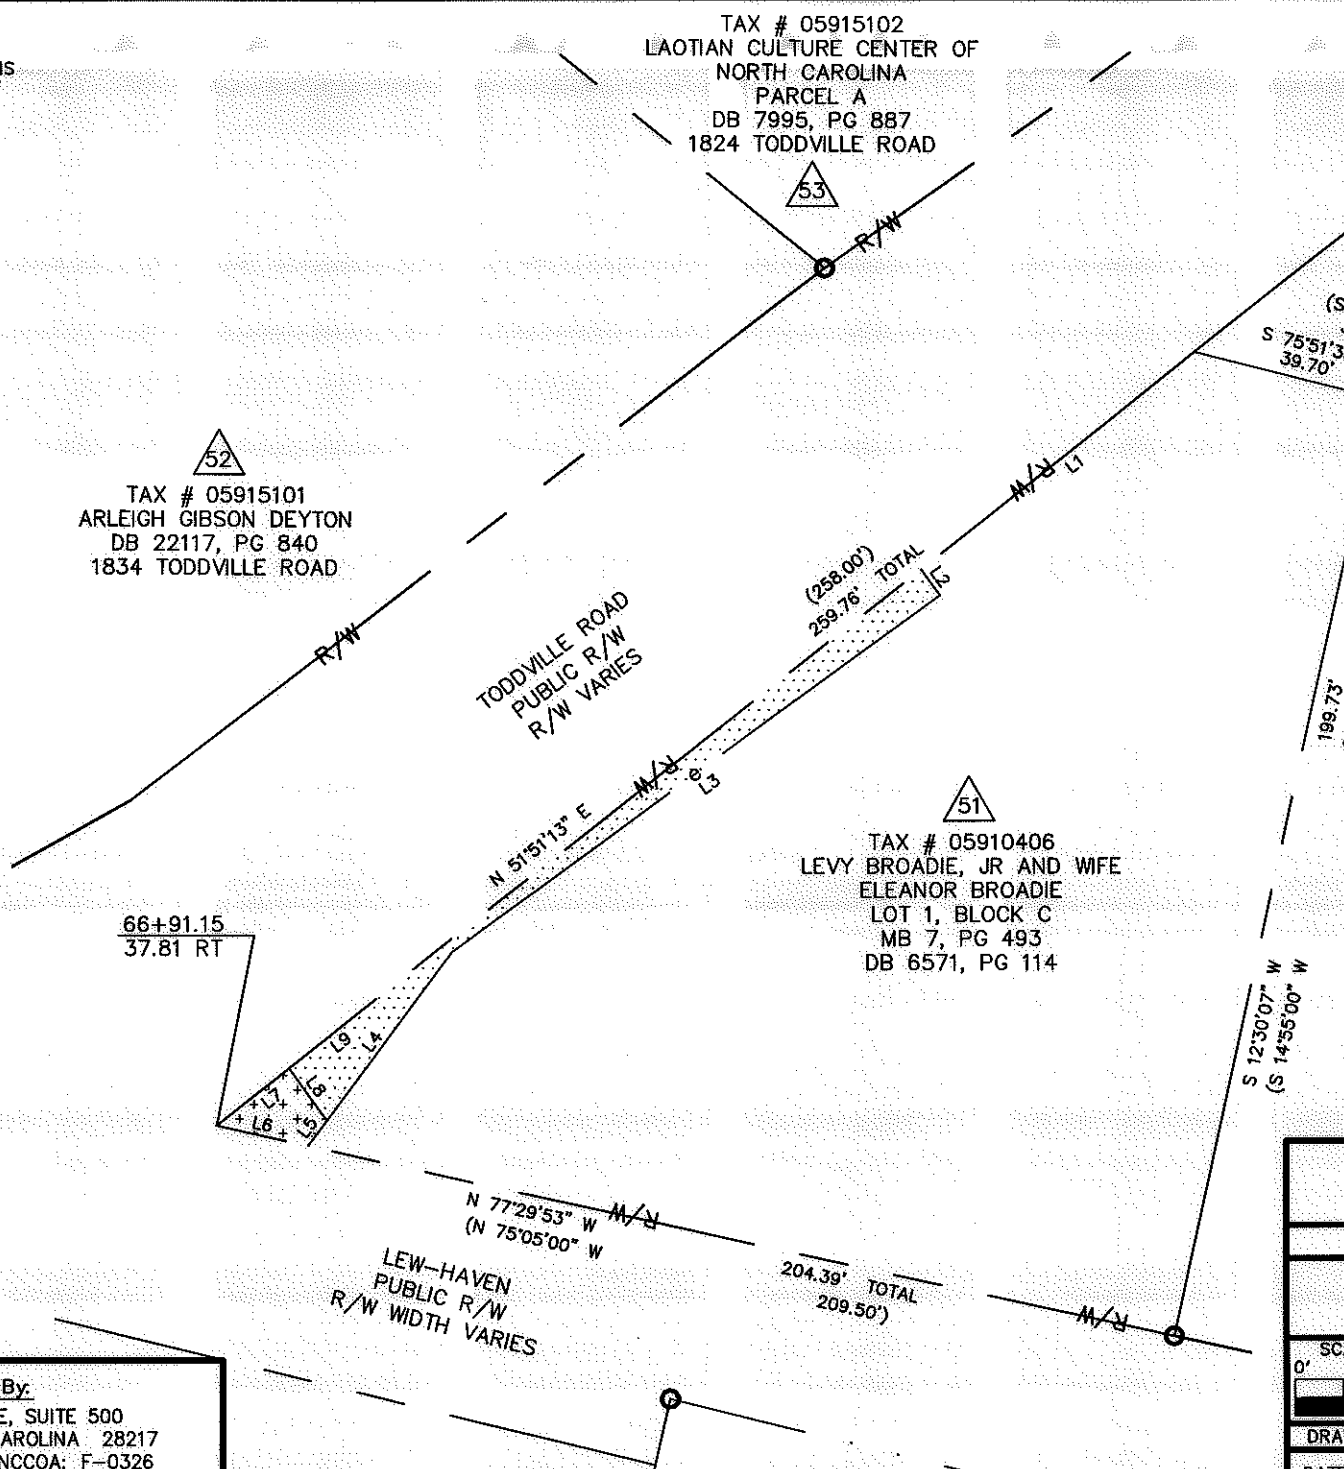 TAX # 05915102
LAOTIAN CULTURE CENTER OF
NORTH CAROLINA
PARCEL A
DB 7995, PG 887
1824 TODDVILLE ROAD
53
R/W
S 75°51'3
39.70'
R/W
L1
52
TAX # 05915101
ARLEIGH GIBSON DEYTON
DB 22117, PG 840
1834 TODDVILLE ROAD
R/W
(258.00')
259.76' TOTAL
L2
TODDVILLE ROAD
PUBLIC R/W
R/W VARIES
199.73'
R/W
e
L3
51
TAX # 05910406
LEVY BROADIE, JR AND WIFE
ELEANOR BROADIE
LOT 1, BLOCK C
MB 7, PG 493
DB 6571, PG 114
N 51°51'13" E
66+91.15
37.81 RT
S 12°30'07" W
(S 14°55'00" W
L9
L4
L7
L8
L6
L5
N 77°29'53" W
(N 75°05'00" W
R/W
204.39' TOTAL
209.50')
R/W
LEW-HAVEN
PUBLIC R/W
R/W WIDTH VARIES
By:
E, SUITE 500
AROLINA 28217
NCCOA: F-0326
0'